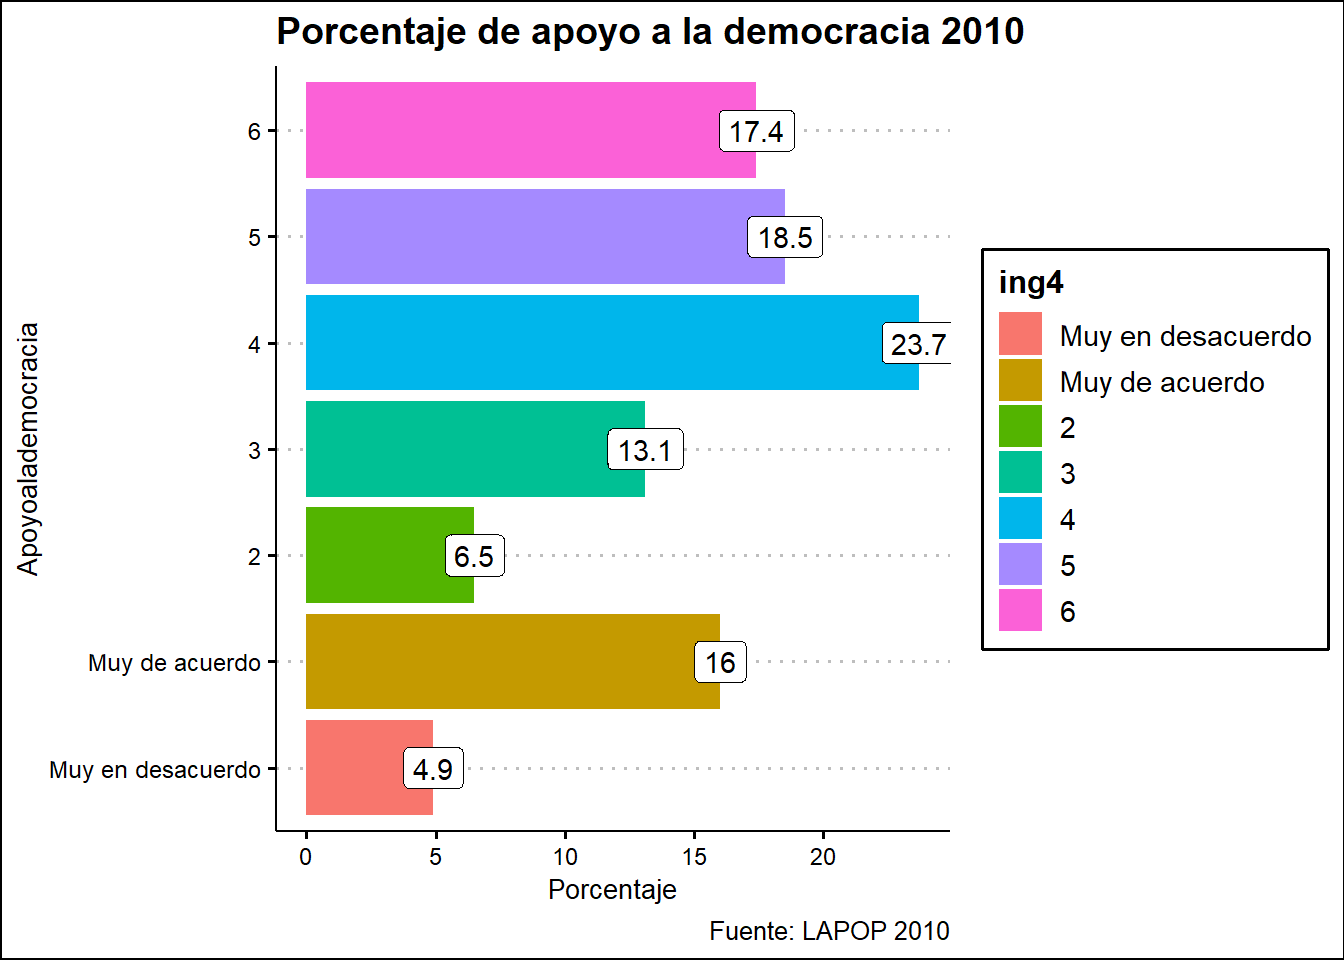 Porcentaje de apoyo a la democracia 2010
Apoyoalademocracia
6
17.4
5
18.5
4
23.7
3
13.1
2
6.5
Muy de acuerdo
16
Muy en desacuerdo
4.9
0 5 10 15 20
Porcentaje
Fuente: LAPOP 2010
ing4
Muy en desacuerdo
Muy de acuerdo
2
3
4
5
6